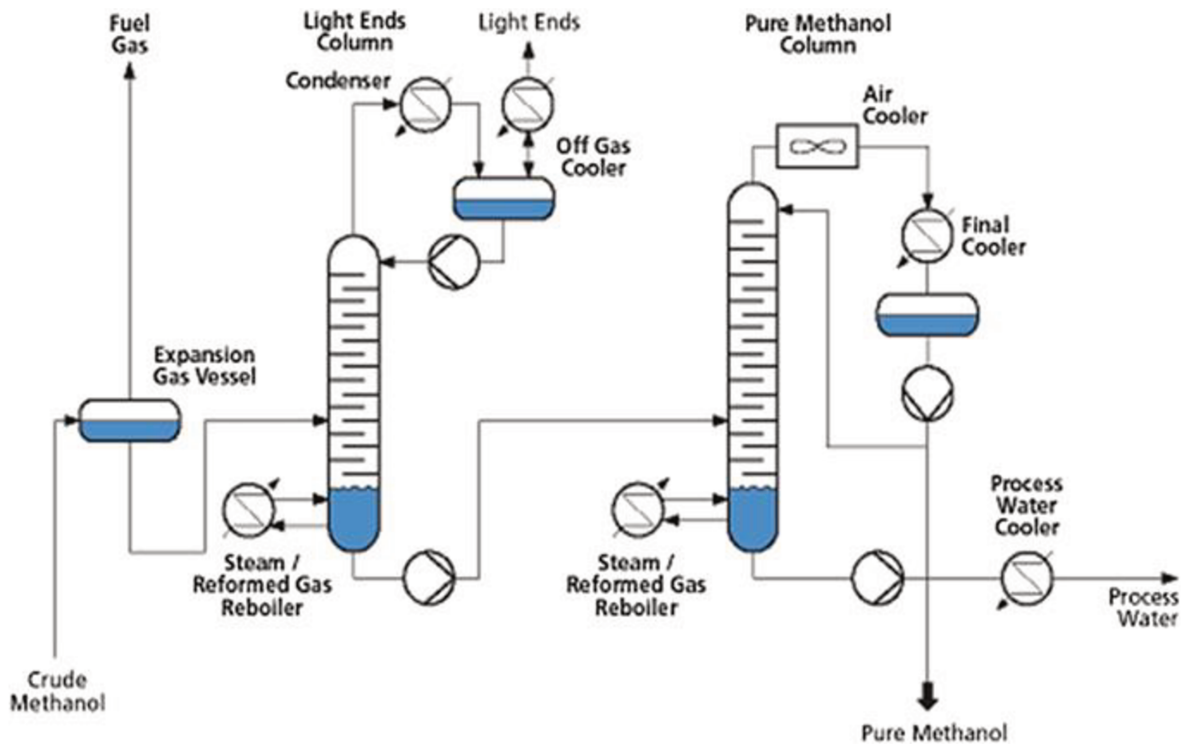 Fuel
Gas
Light Ends
Column
Light Ends
Pure Methanol
Column
Condenser
Air
Cooler
Off Gas
Cooler
Final
Cooler
Expansion
Gas Vessel
Process
Water
Cooler
Steam /
Reformed Gas
Reboiler
Steam /
Reformed Gas
Reboiler
Process
Water
Crude
Methanol
Pure Methanol